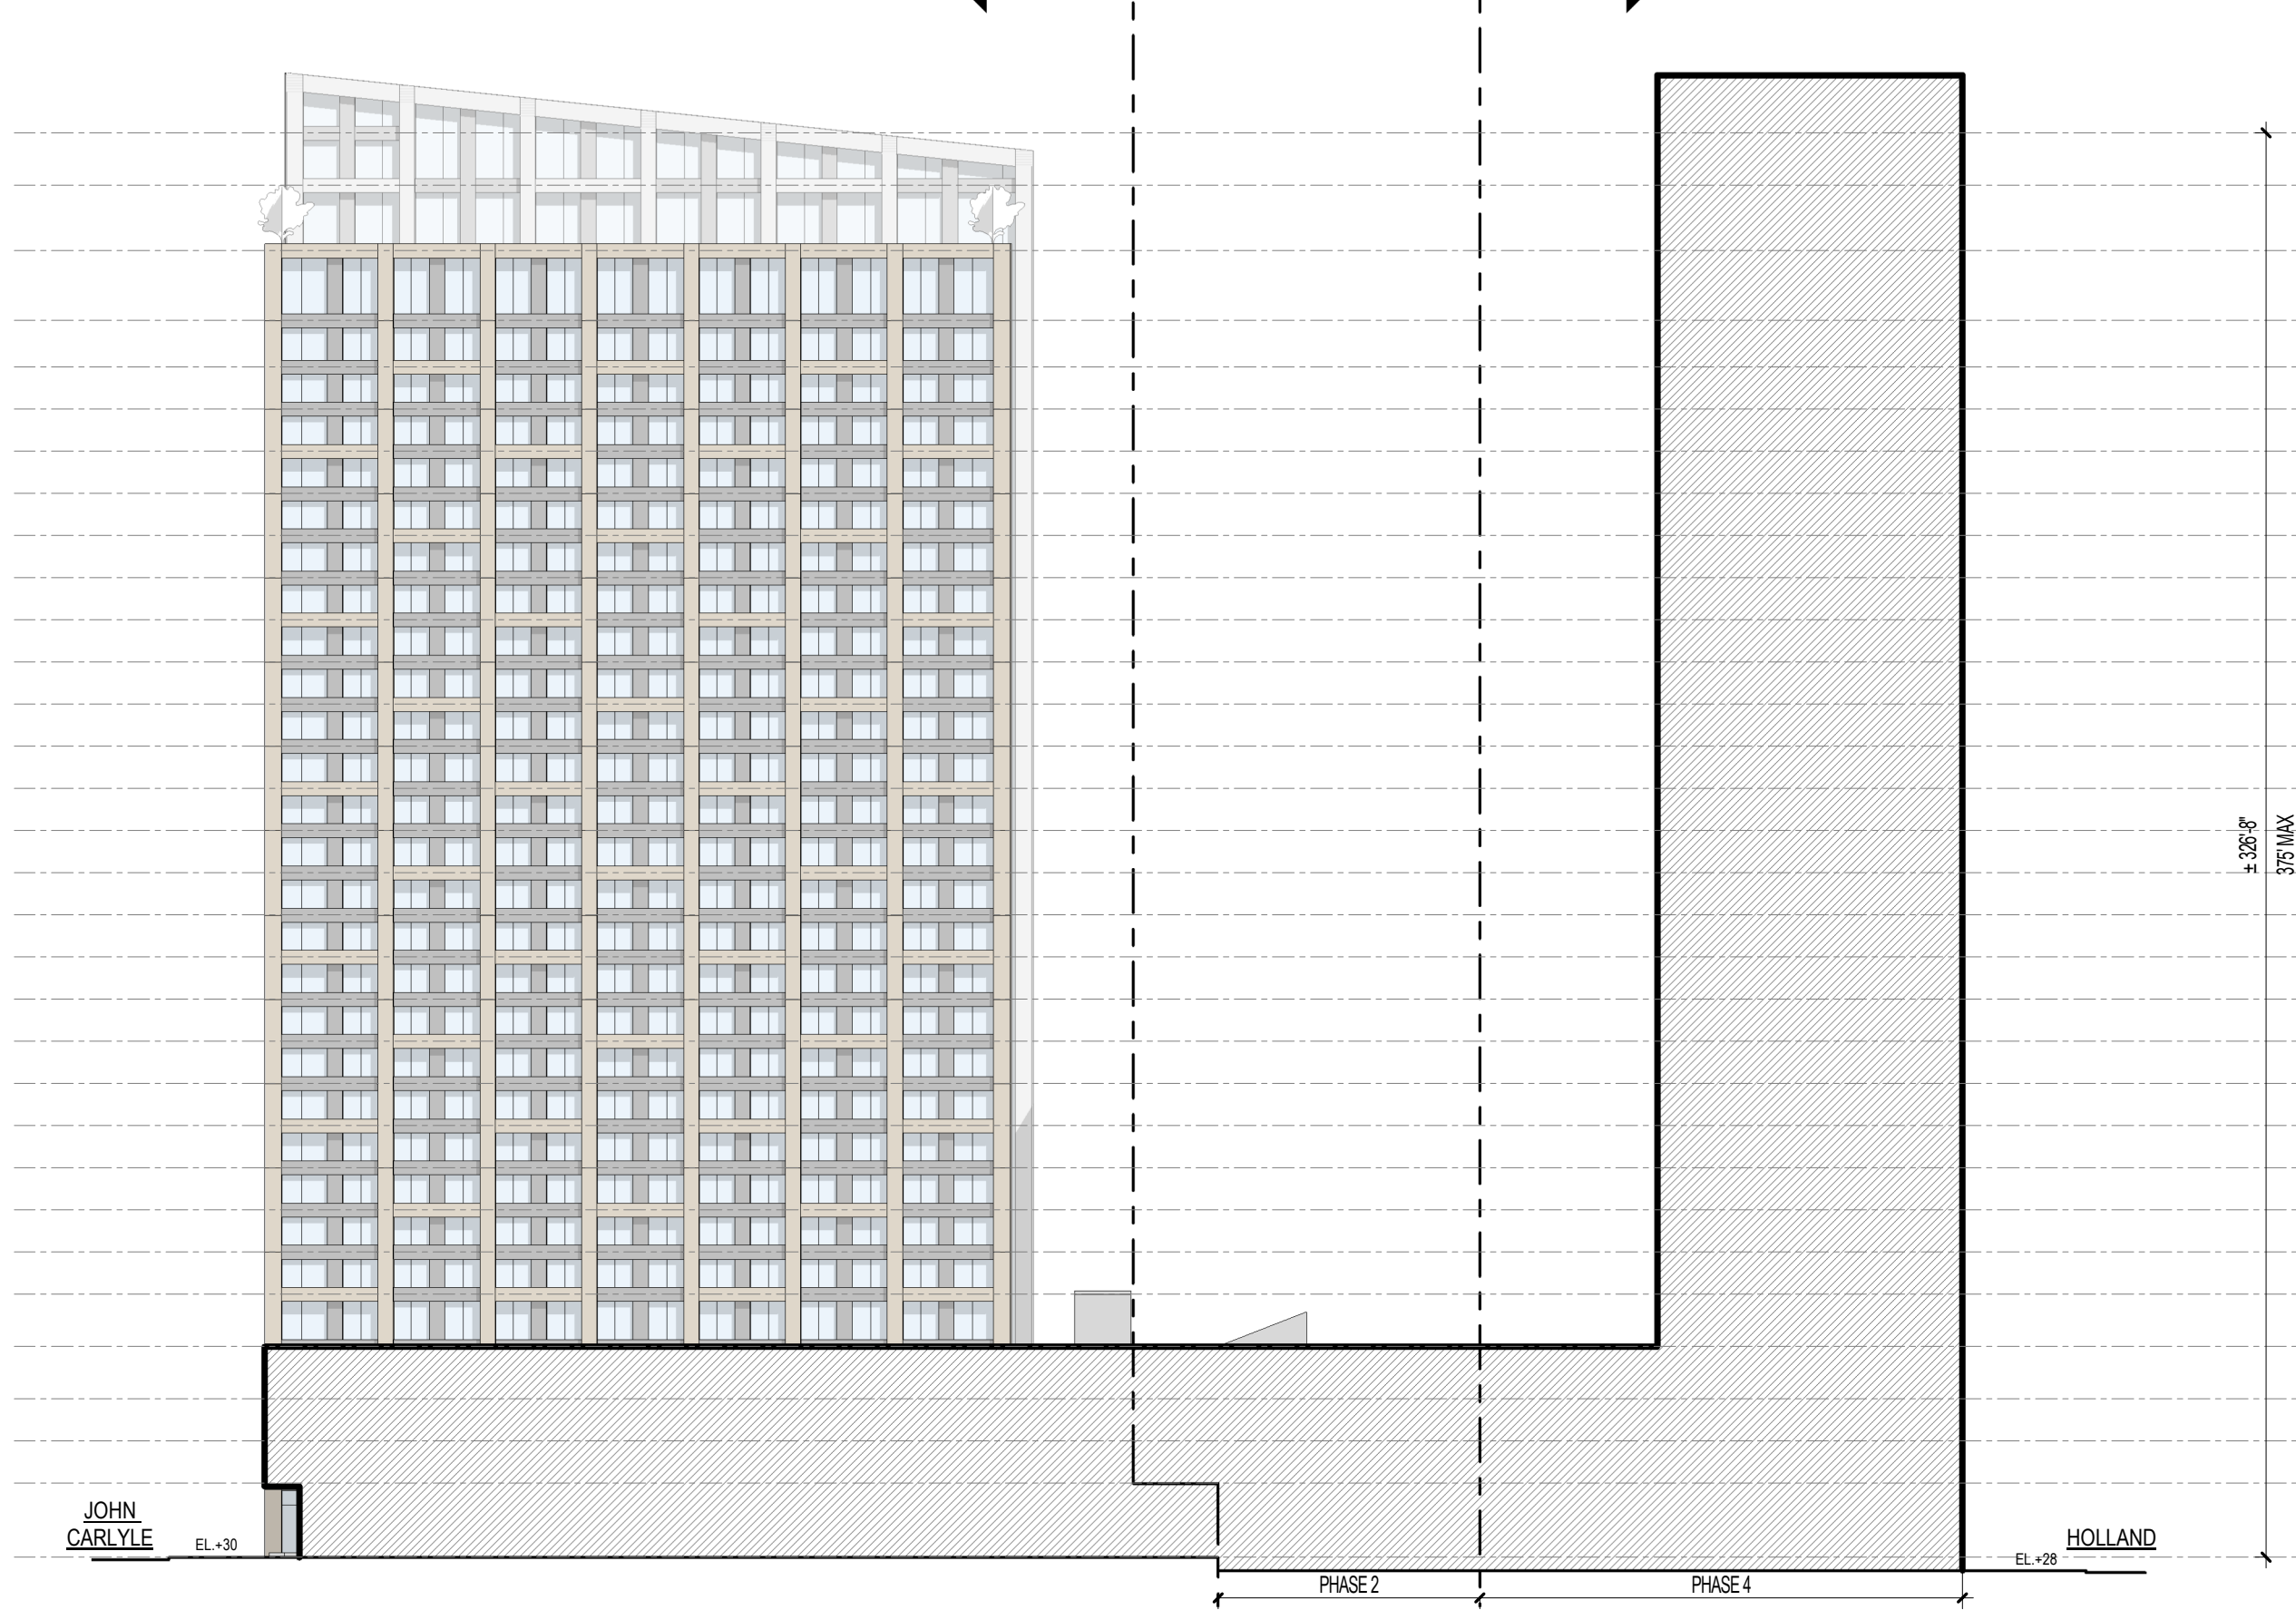 ± 326'-8"
375' MAX
JOHN
CARLYLE
EL.+30
HOLLAND
EL.+28
PHASE 2
PHASE 4